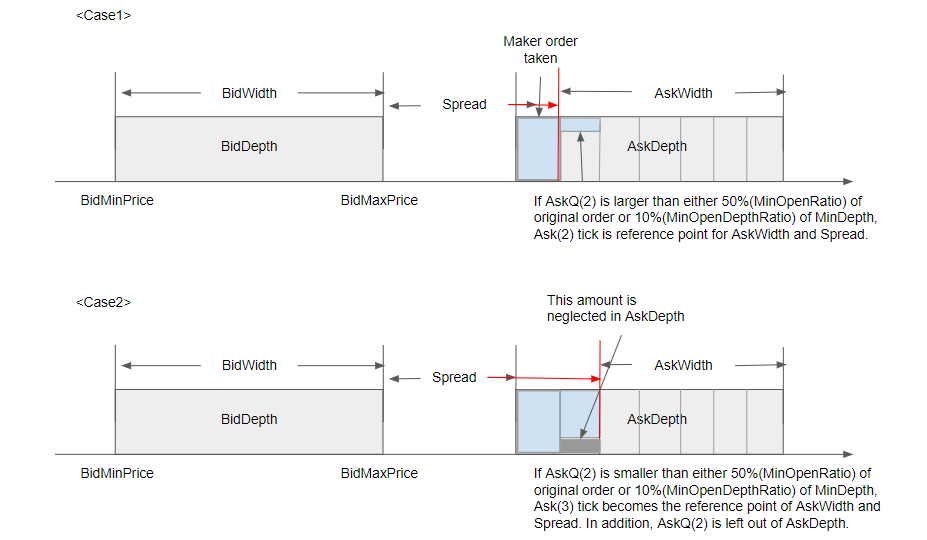 <Case1>
Maker order
taken
BidWidth
Spread
AskWidth
BidDepth
AskDepth
BidMinPrice
BidMaxPrice
If AskQ(2) is larger than either 50%(MinOpenRatio) of
original order or 10%(MinOpenDepthRatio) of MinDepth,
Ask(2) tick is reference point for AskWidth and Spread.
<Case2>
This amount is
neglected in AskDepth
BidWidth
Spread
AskWidth
BidDepth
AskDepth
BidMinPrice
BidMaxPrice
If AskQ(2) is smaller than either 50%(MinOpenRatio) of
original order or 10%(MinOpenDepthRatio) of MinDepth,
Ask(3) tick becomes the reference point of AskWidth and
Spread. In addition, AskQ(2) is left out of AskDepth.